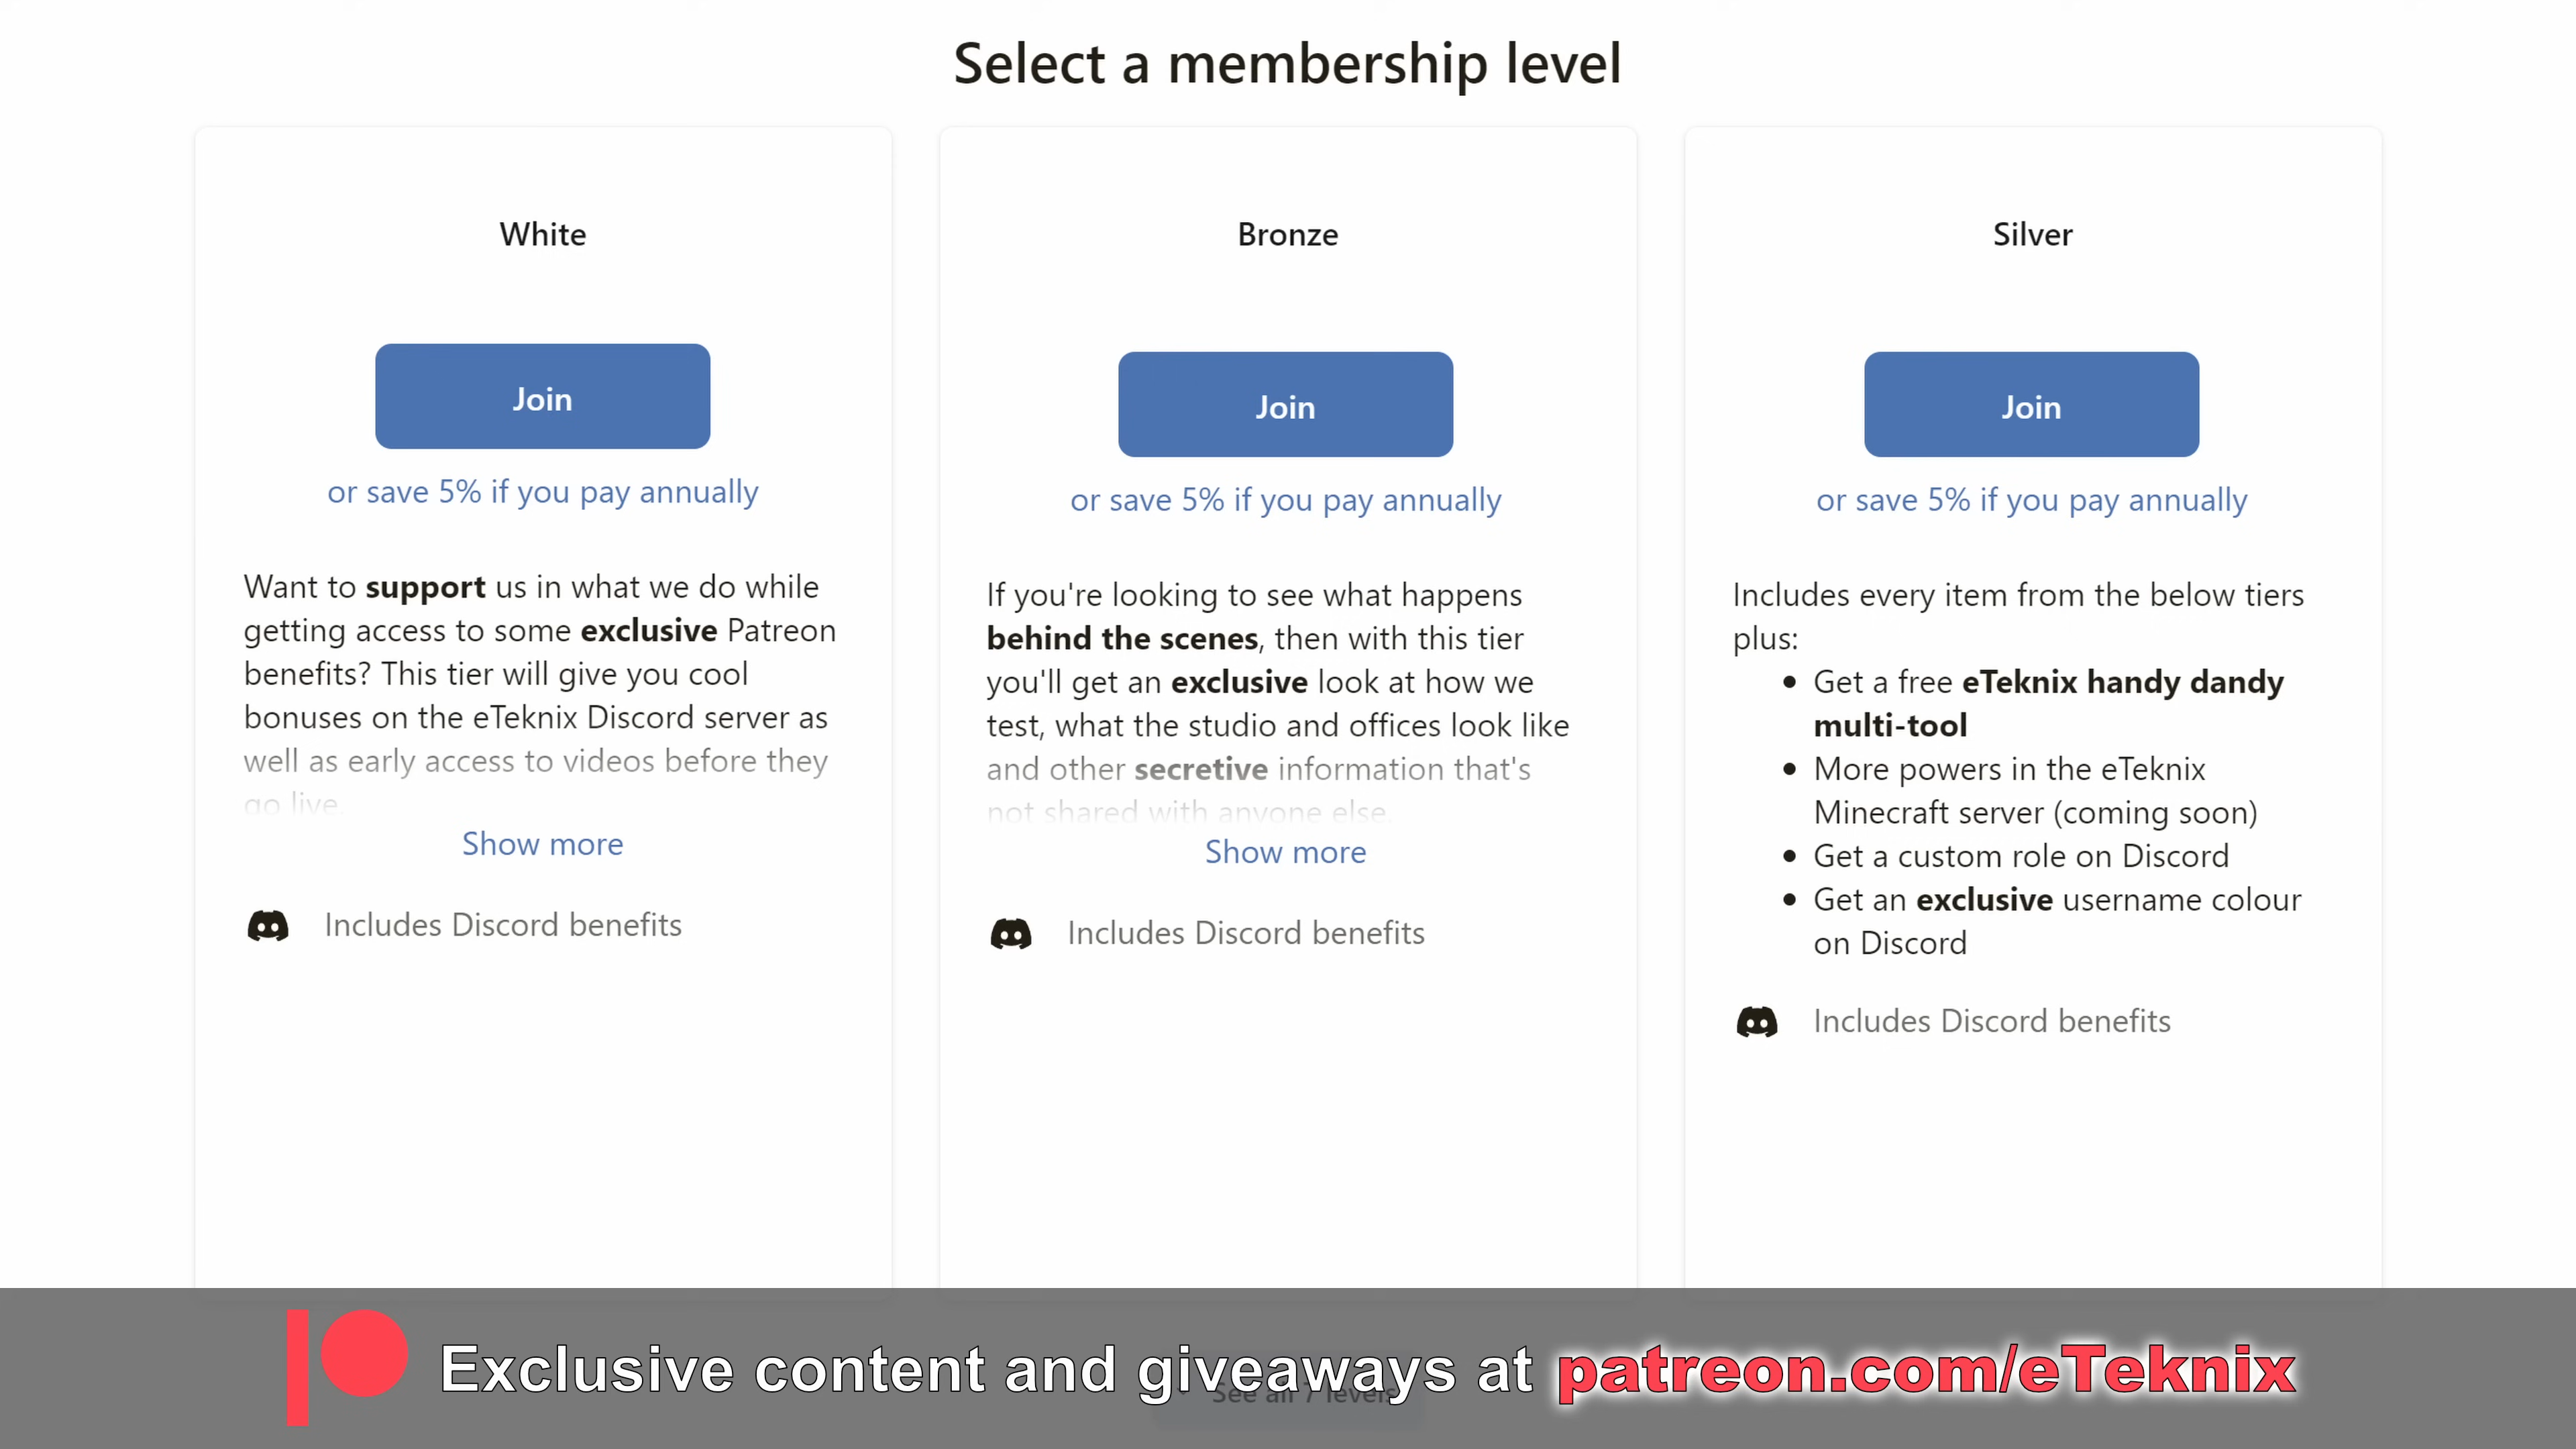 Select a membership level
White
Join
or save 5% if you pay annually
Want to support us in what we do while
getting access to some exclusive Patreon
benefits? This tier will give you cool
bonuses on the eTeknix Discord server as
well as early access to videos before they
go live.
Show more
Includes Discord benefits
Bronze
Join
or save 5% if you pay annually
If you're looking to see what happens
behind the scenes, then with this tier
you'll get an exclusive look at how we
test, what the studio and offices look like
and other secretive information that's
not shared with anyone else.
Show more
Includes Discord benefits
Silver
Join
or save 5% if you pay annually
Includes every item from the below tiers
plus:
• Get a free eTeknix handy dandy
multi-tool
• More powers in the eTeknix
Minecraft server (coming soon)
• Get a custom role on Discord
• Get an exclusive username colour
on Discord
Includes Discord benefits
Exclusive content and giveaways at patreon.com/eTeknix
See all 7 levels